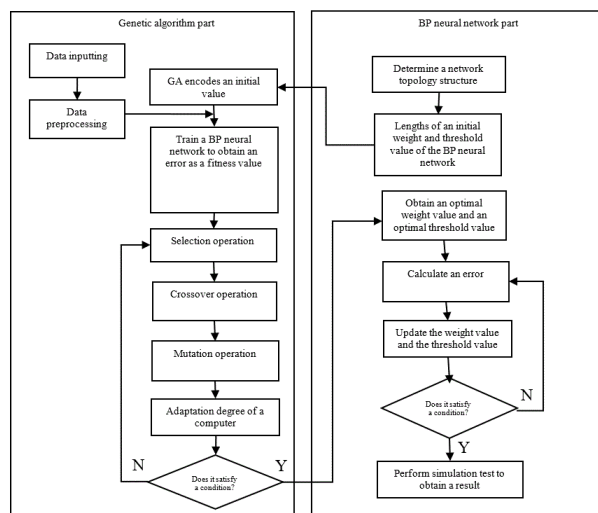 Genetic algorithm part
Data inputting
Data
preprocessing
GA encodes an initial
value
Train a BP neural
network to obtain an
error as a fitness value
Selection operation
Crossover operation
Mutation operation
Adaptation degree of a
computer
Does it satisfy
a condition?
N
Y
BP neural network part
Determine a network
topology structure
Lengths of an initial
weight and threshold
value of the BP neural
network
Obtain an optimal
weight value and an
optimal threshold value
Calculate an error
Update the weight value
and the threshold value
Does it satisfy
a condition?
N
Y
Perform simulation test to
obtain a result